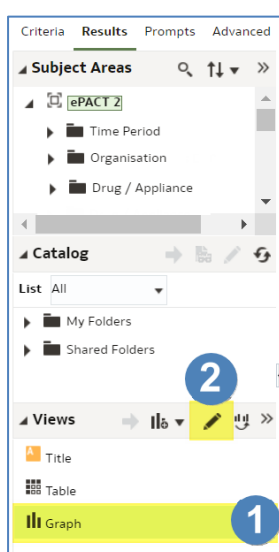 Criteria Results Prompts Advanced
Subject Areas
ePACT 2
Time Period
Organisation
Drug / Appliance
Catalog
List All
My Folders
Shared Folders
2
Views
Title
Table
Graph 1